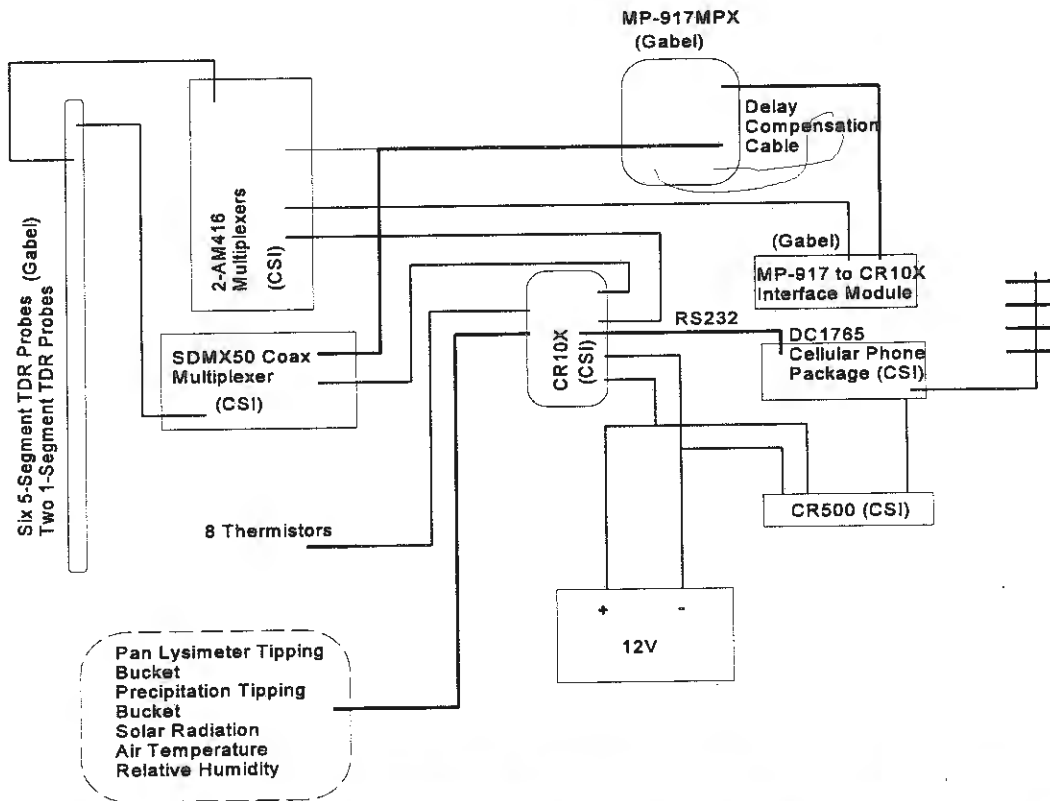 MP-917MPX
(Gabel)
Delay
Compensation
Cable
2-AM416
Multiplexers
(CSI)
Six 5-Segment TDR Probes (Gabel)
Two 1-Segment TDR Probes
(Gabel)
MP-917 to CR10X
Interface Module
SDMX50 Coax
Multiplexer
(CSI)
CR10X
(CSI)
RS232
DC1765
Cellular Phone
Package (CSI)
CR500 (CSI)
8 Thermistors
+ -
12V
Pan Lysimeter Tipping
Bucket
Precipitation Tipping
Bucket
Solar Radiation
Air Temperature
Relative Humidity